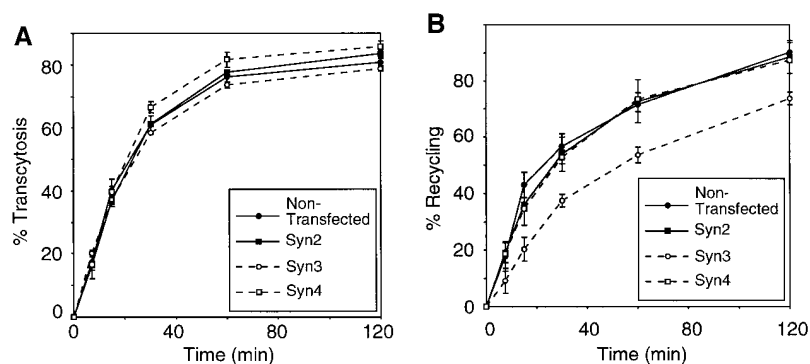 A
% Transcytosis
80
60
40
20
0
Non-
Transfected
Syn2
Syn3
Syn4
0 40 80 120
Time (min)
B
% Recycling
80
60
40
20
0
Non-
Transfected
Syn2
Syn3
Syn4
0 40 80 120
Time (min)